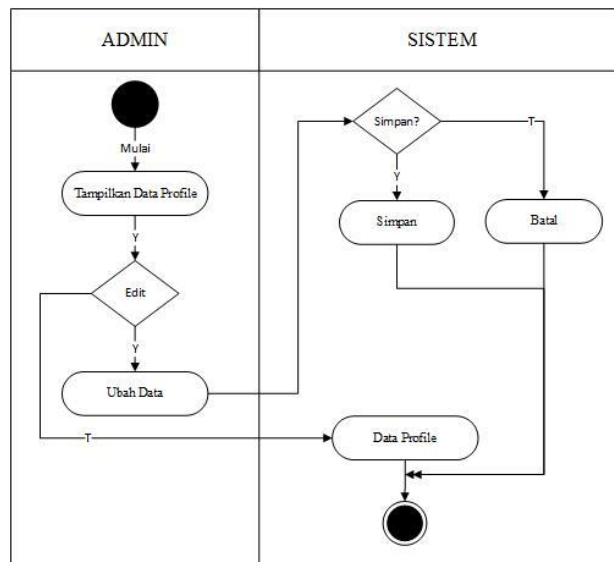 ADMIN
SISTEM
Mulai
Tampilkan Data Profile
Y
Edit
Y
Ubah Data
T
Simpan?
T
Y
Simpan
Batal
Data Profile